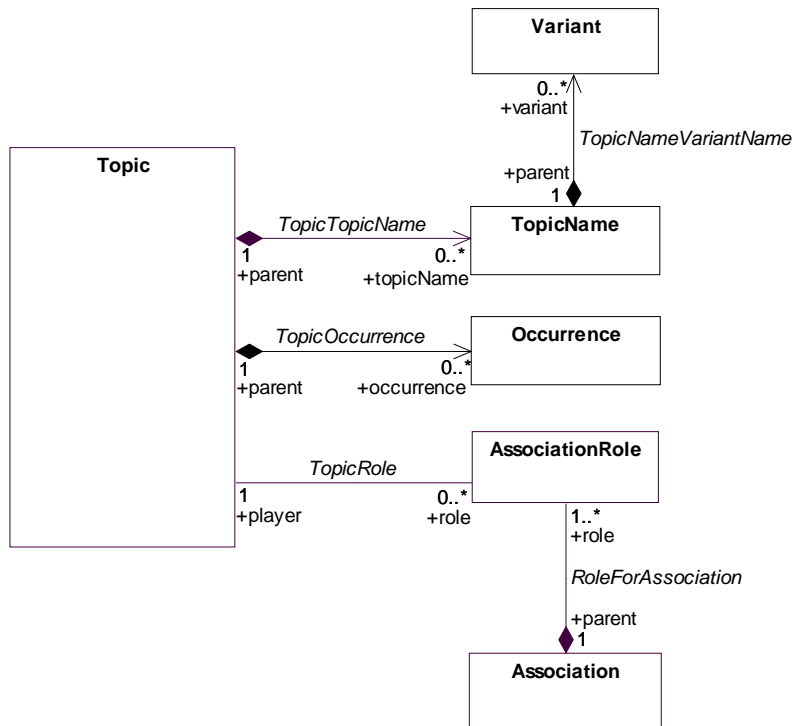 Variant
0..*
+variant
TopicNameVariantName
+parent
1
Topic
TopicTopicName
TopicName
1
0..*
+parent
+topicName
TopicOccurrence
Occurrence
1
0..*
+parent
+occurrence
AssociationRole
TopicRole
1
0..*
+player
+role
1..*
+role
RoleForAssociation
+parent
1
Association